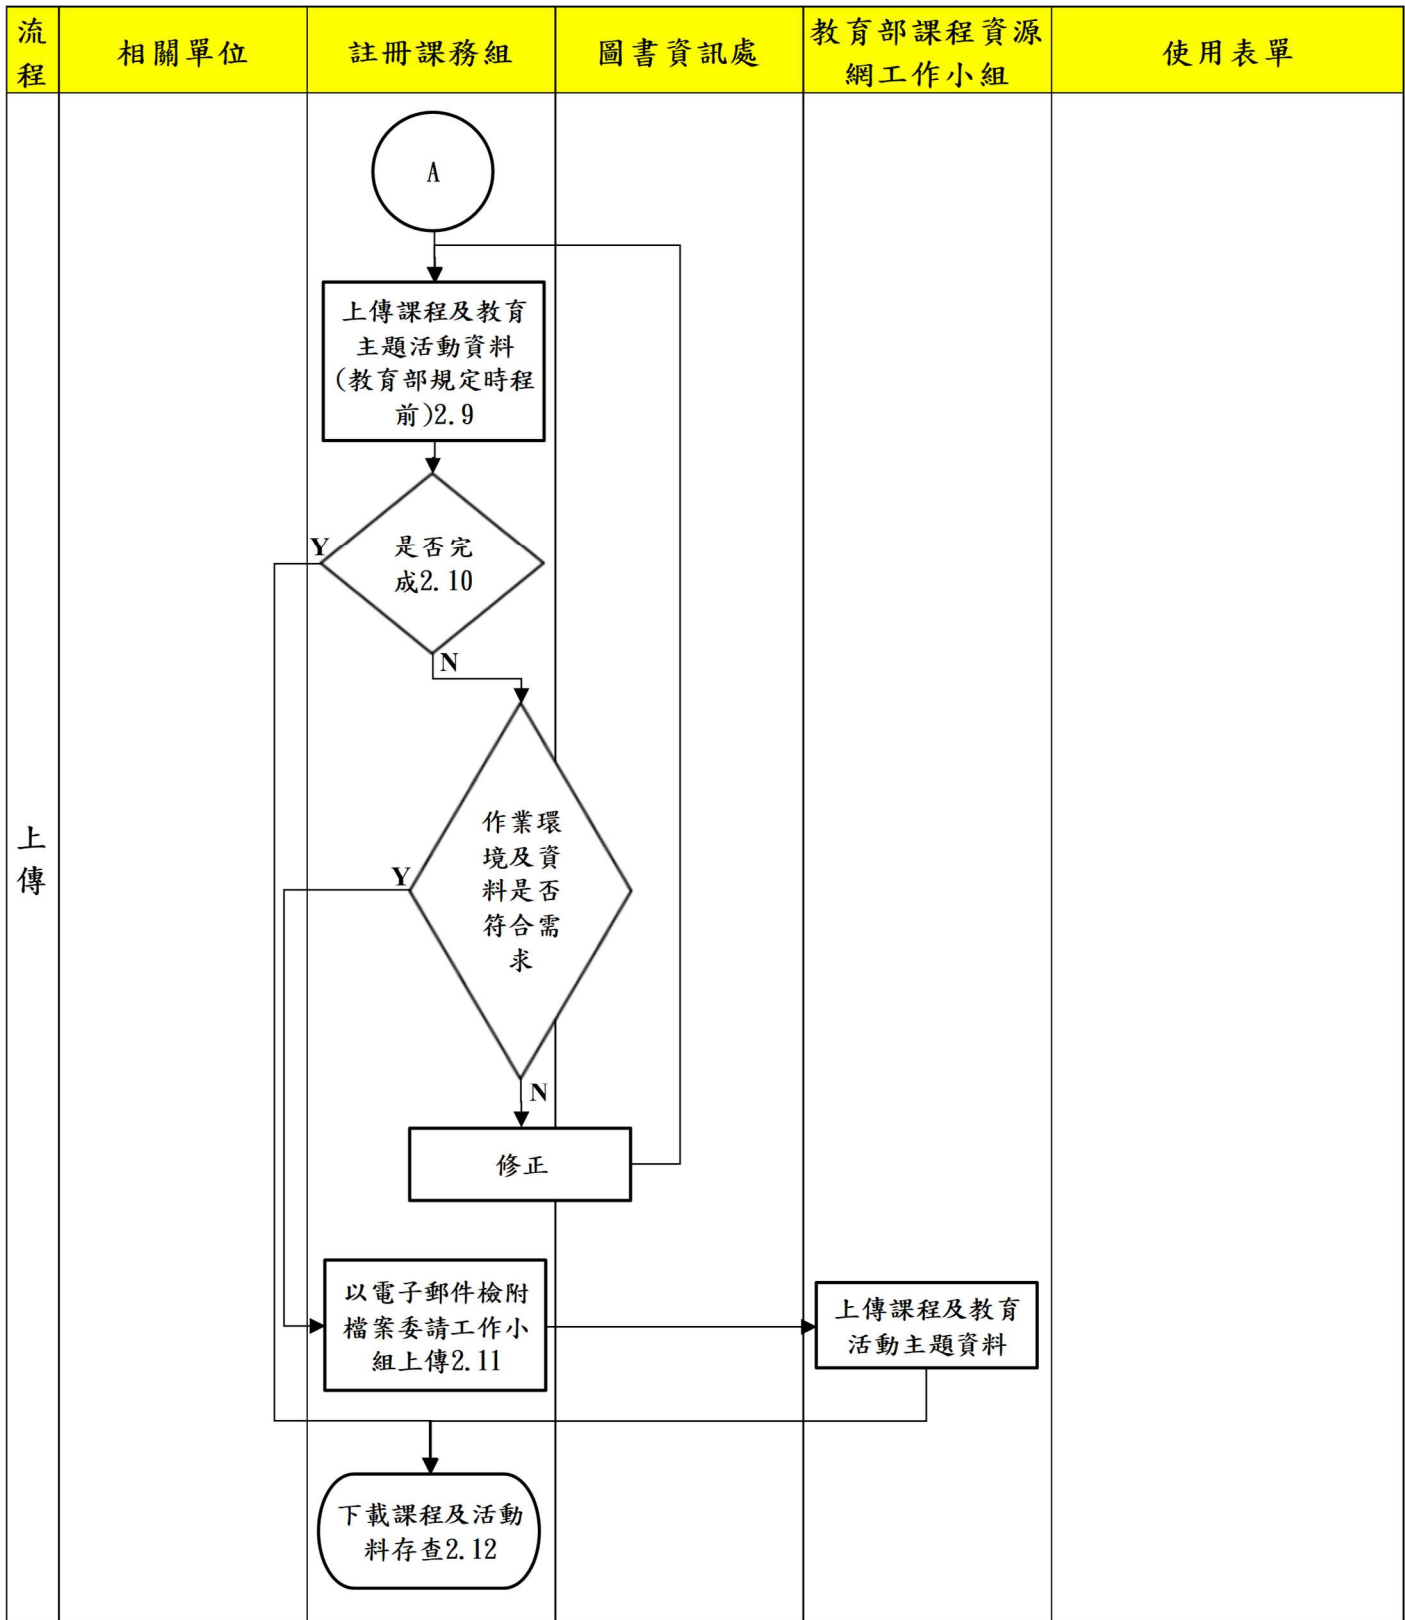 流
程
相關單位
註冊課務組
圖書資訊處
教育部課程資源
網工作小組
使用表單
上
傳
A
上傳課程及教育
主題活動資料
(教育部規定時程
前)2.9
是否完
成2.10
Y
N
作業環
境及資
料是否
符合需
求
Y
N
修正
以電子郵件檢附
檔案委請工作小
組上傳2.11
上傳課程及教育
活動主題資料
下載課程及活動
料存查2.12